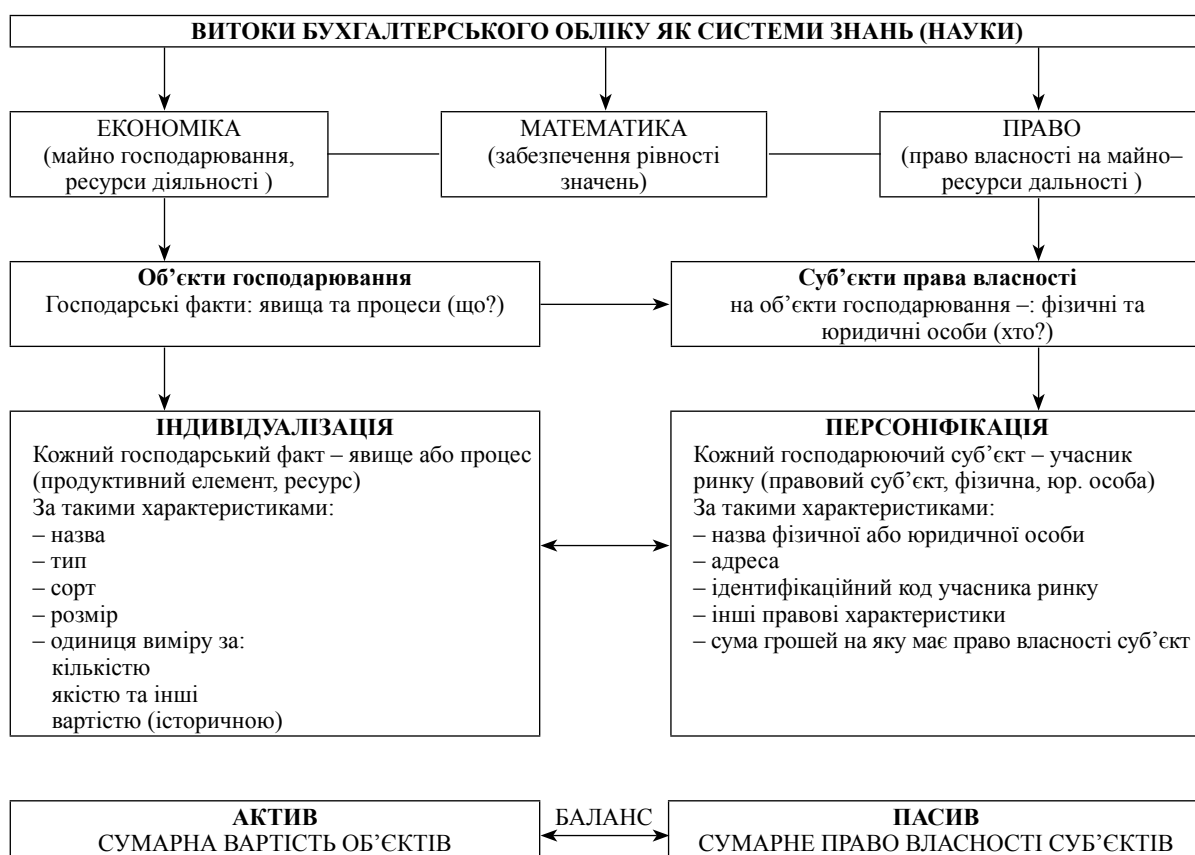 ВИТОКИ БУХГАЛТЕРСЬКОГО ОБЛІКУ ЯК СИСТЕМИ ЗНАНЬ (НАУКИ)
ЕКОНОМІКА
(майно господарювання,
ресурси діяльності )
МАТЕМАТИКА
(забезпечення рівності
значень)
ПРАВО
(право власності на майно–
ресурси дальності )
Об’єкти господарювання
Господарські факти: явища та процеси (що?)
Суб’єкти права власності
на об’єкти господарювання –: фізичні та
юридичні особи (хто?)
ІНДИВІДУАЛІЗАЦІЯ
Кожний господарський факт – явище або процес
(продуктивний елемент, ресурс)
За такими характеристиками:
– назва
– тип
– сорт
– розмір
– одиниця виміру за:
кількістю
якістю та інші
вартістю (історичною)
ПЕРСОНІФІКАЦІЯ
Кожний господарюючий суб’єкт – учасник
ринку (правовий суб’єкт, фізична, юр. особа)
За такими характеристиками:
– назва фізичної або юридичної особи
– адреса
– ідентифікаційний код учасника ринку
– інші правові характеристики
– сума грошей на яку має право власності суб’єкт
АКТИВ
СУМАРНА ВАРТІСТЬ ОБ’ЄКТІВ
БАЛАНС
ПАСИВ
СУМАРНЕ ПРАВО ВЛАСНОСТІ СУБ’ЄКТІВ